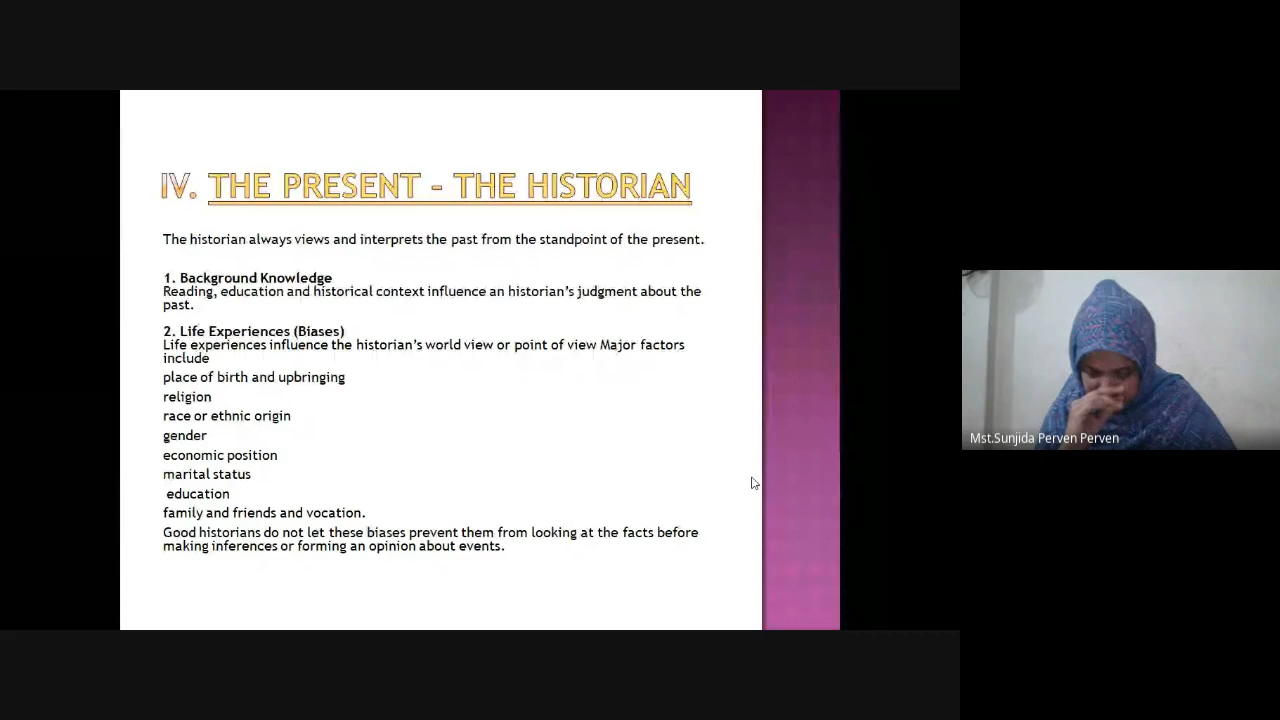 IV. THE PRESENT - THE HISTORIAN
The historian always views and interprets the past from the standpoint of the present.
1. Background Knowledge
Reading, education and historical context influence an historian's judgment about the
past.
2. Life Experiences (Biases)
Life experiences influence the historian's world view or point of view Major factors
include
place of birth and upbringing
religion
race or ethnic origin
gender
economic position
marital status
education
family and friends and vocation.
Good historians do not let these biases prevent them from looking at the facts before
making inferences or forming an opinion about events.
Mst.Sunjida Perven Perven